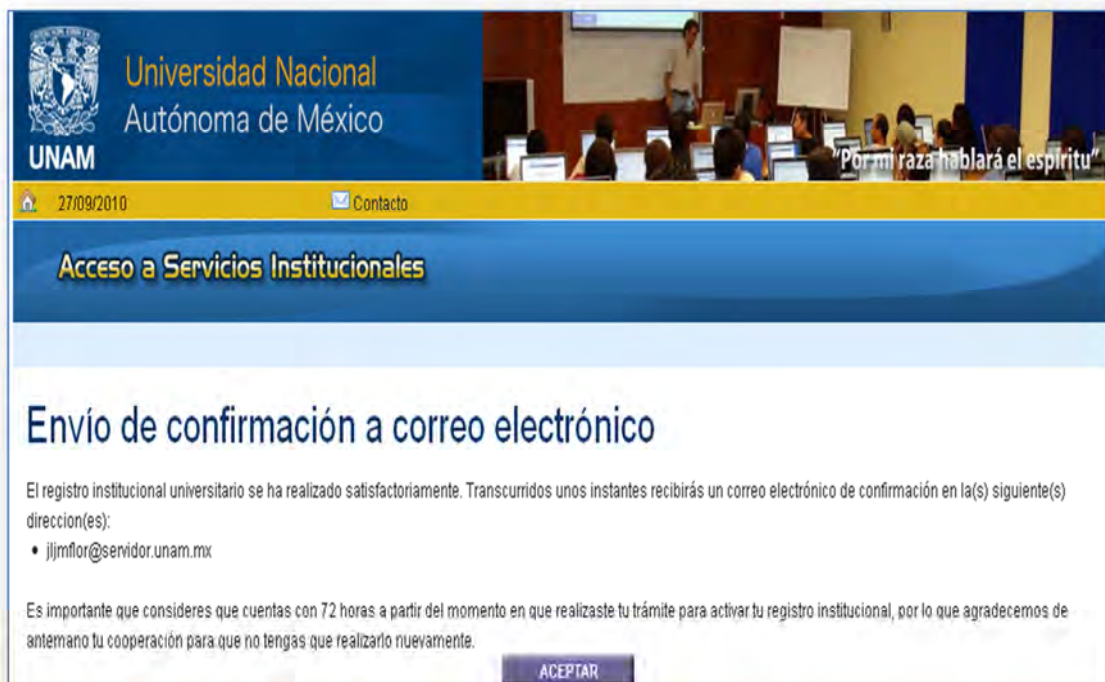 Universidad Nacional
Autónoma de México
UNAM
"Por mi raza hablará el espíritu"
27/09/2010 Contacto
Acceso a Servicios Institucionales
Envío de confirmación a correo electrónico
El registro institucional universitario se ha realizado satisfactoriamente. Transcurridos unos instantes recibirás un correo electrónico de confirmación en la(s) siguiente(s)
direccion(es):
• jljmflor@servidor.unam.mx
Es importante que consideres que cuentas con 72 horas a partir del momento en que realizaste tu trámite para activar tu registro institucional, por lo que agradecemos de
antemano tu cooperación para que no tengas que realizarlo nuevamente.
ACEPTAR